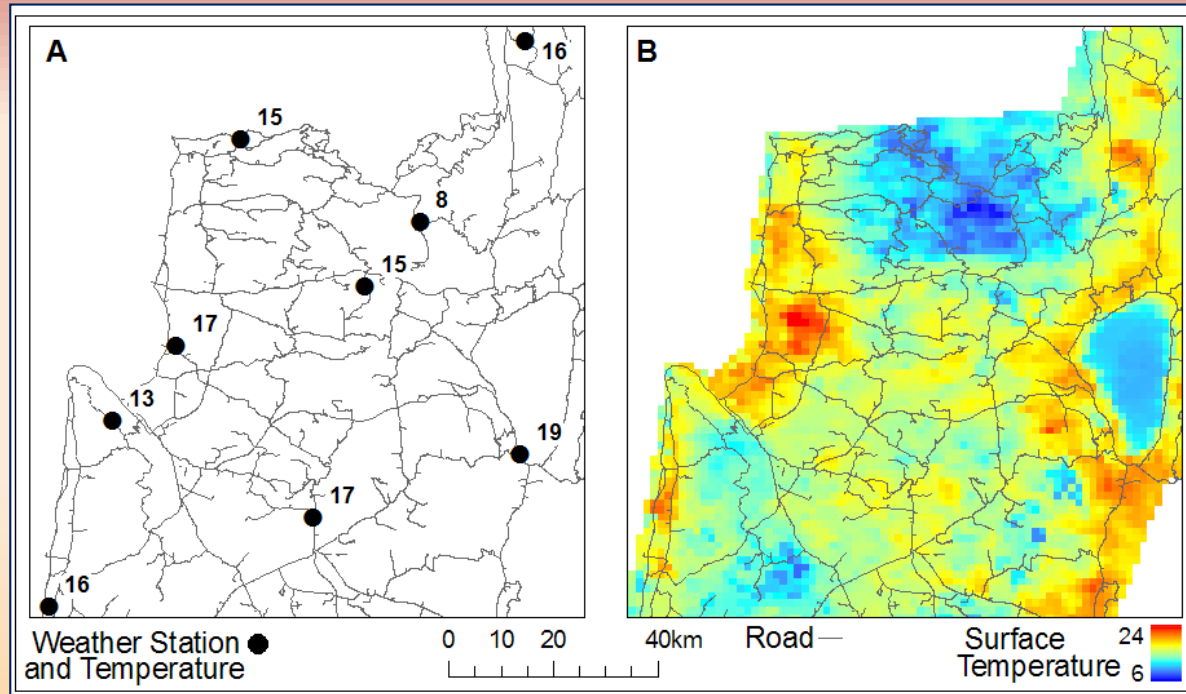 A
16
15
8
15
17
13
19
17
16
Weather Station
and Temperature
0 10 20 40km
B
Road
Surface
Temperature
24
6